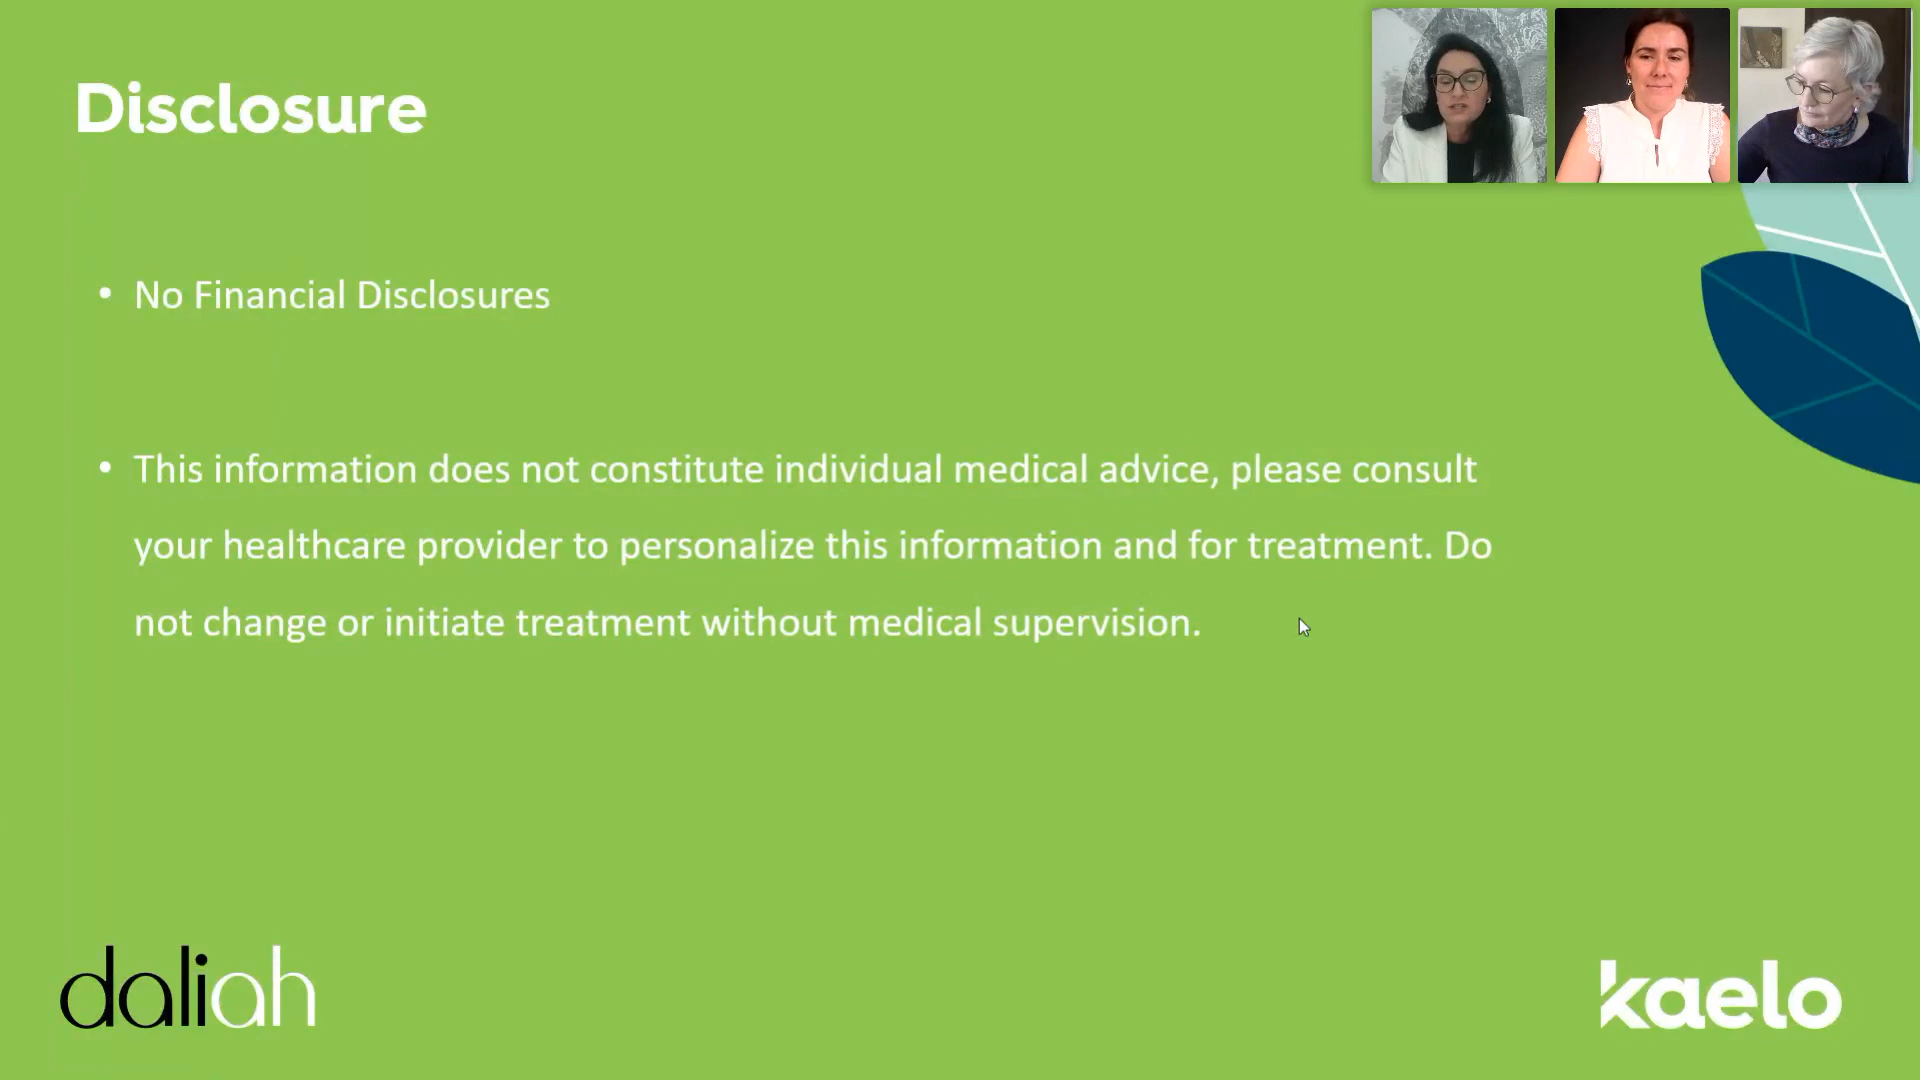 Disclosure
• No Financial Disclosures
• This information does not constitute individual medical advice, please consult
your healthcare provider to personalize this information and for treatment. Do
not change or initiate treatment without medical supervision.
daliah
kaelo